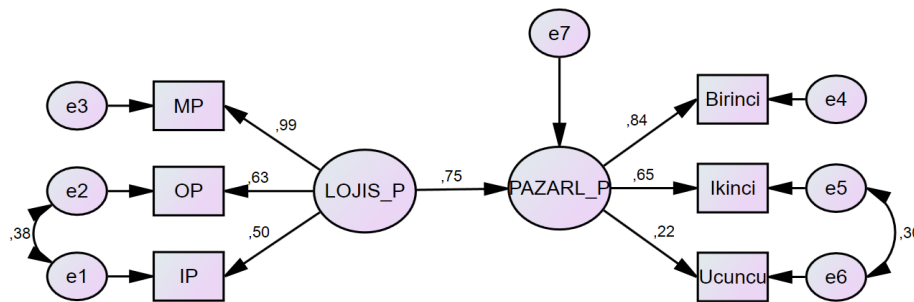 e7
e3
MP
,99
,84
Birinci
e4
e2
OP
,63
LOJIS_P
,75
PAZARL_P
,65
Ikinci
e5
,38
,50
,22
e1
IP
Ucuncu
e6